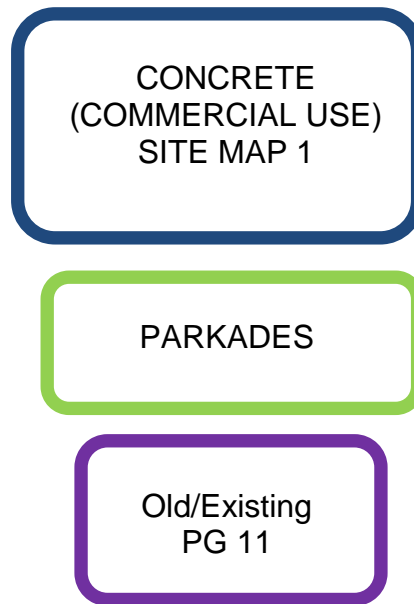 CONCRETE
(COMMERCIAL USE)
SITE MAP 1
PARKADES
Old/Existing
PG 11